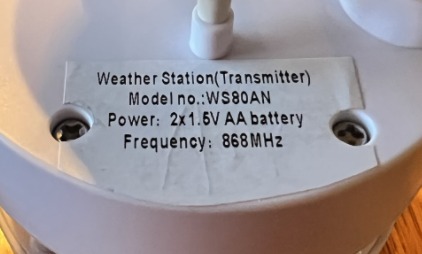 Weather Station(Transmitter)
Model no.:WS80AN
Power: 2x1.5V AA battery
Frequency: 868MHz